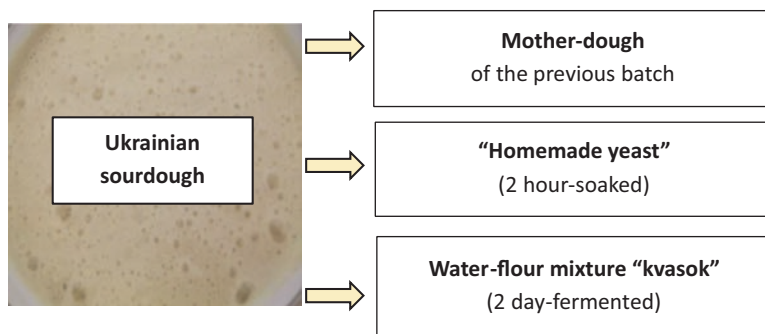 Ukrainian
sourdough
Mother-dough
of the previous batch
“Homemade yeast”
(2 hour-soaked)
Water-flour mixture “kvasok”
(2 day-fermented)